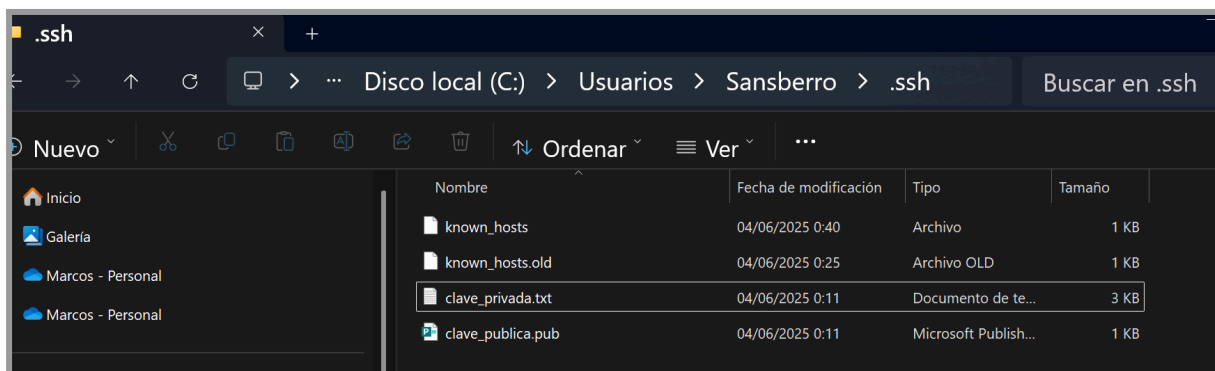 .ssh
Disco local (C:) > Usuarios > Sansberro > .ssh
Buscar en .ssh
Nuevo
Ordenar
Ver
Inicio
Galería
Marcos - Personal
Marcos - Personal
Nombre Fecha de modificación Tipo Tamaño
known_hosts 04/06/2025 0:40 Archivo 1 KB
known_hosts.old 04/06/2025 0:25 Archivo OLD 1 KB
clave_privada.txt 04/06/2025 0:11 Documento de te... 3 KB
clave_publica.pub 04/06/2025 0:11 Microsoft Publish... 1 KB